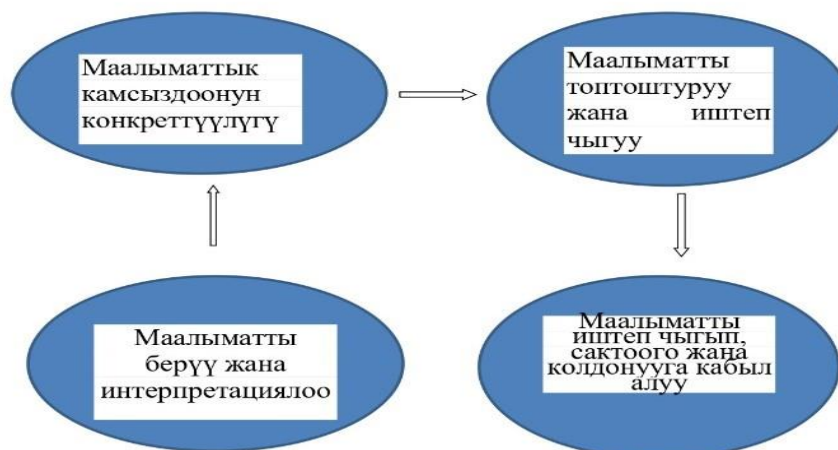 Маалыматтык
камсыздоонун
конкреттүүлүгү
Маалыматты
топтоштуруу
жана иштеп
чыгуу
Маалыматты
берүү жана
интерпретациялоо
Маалыматты
иштеп чыгып,
сактоого жана
колдонууга кабыл
алуу